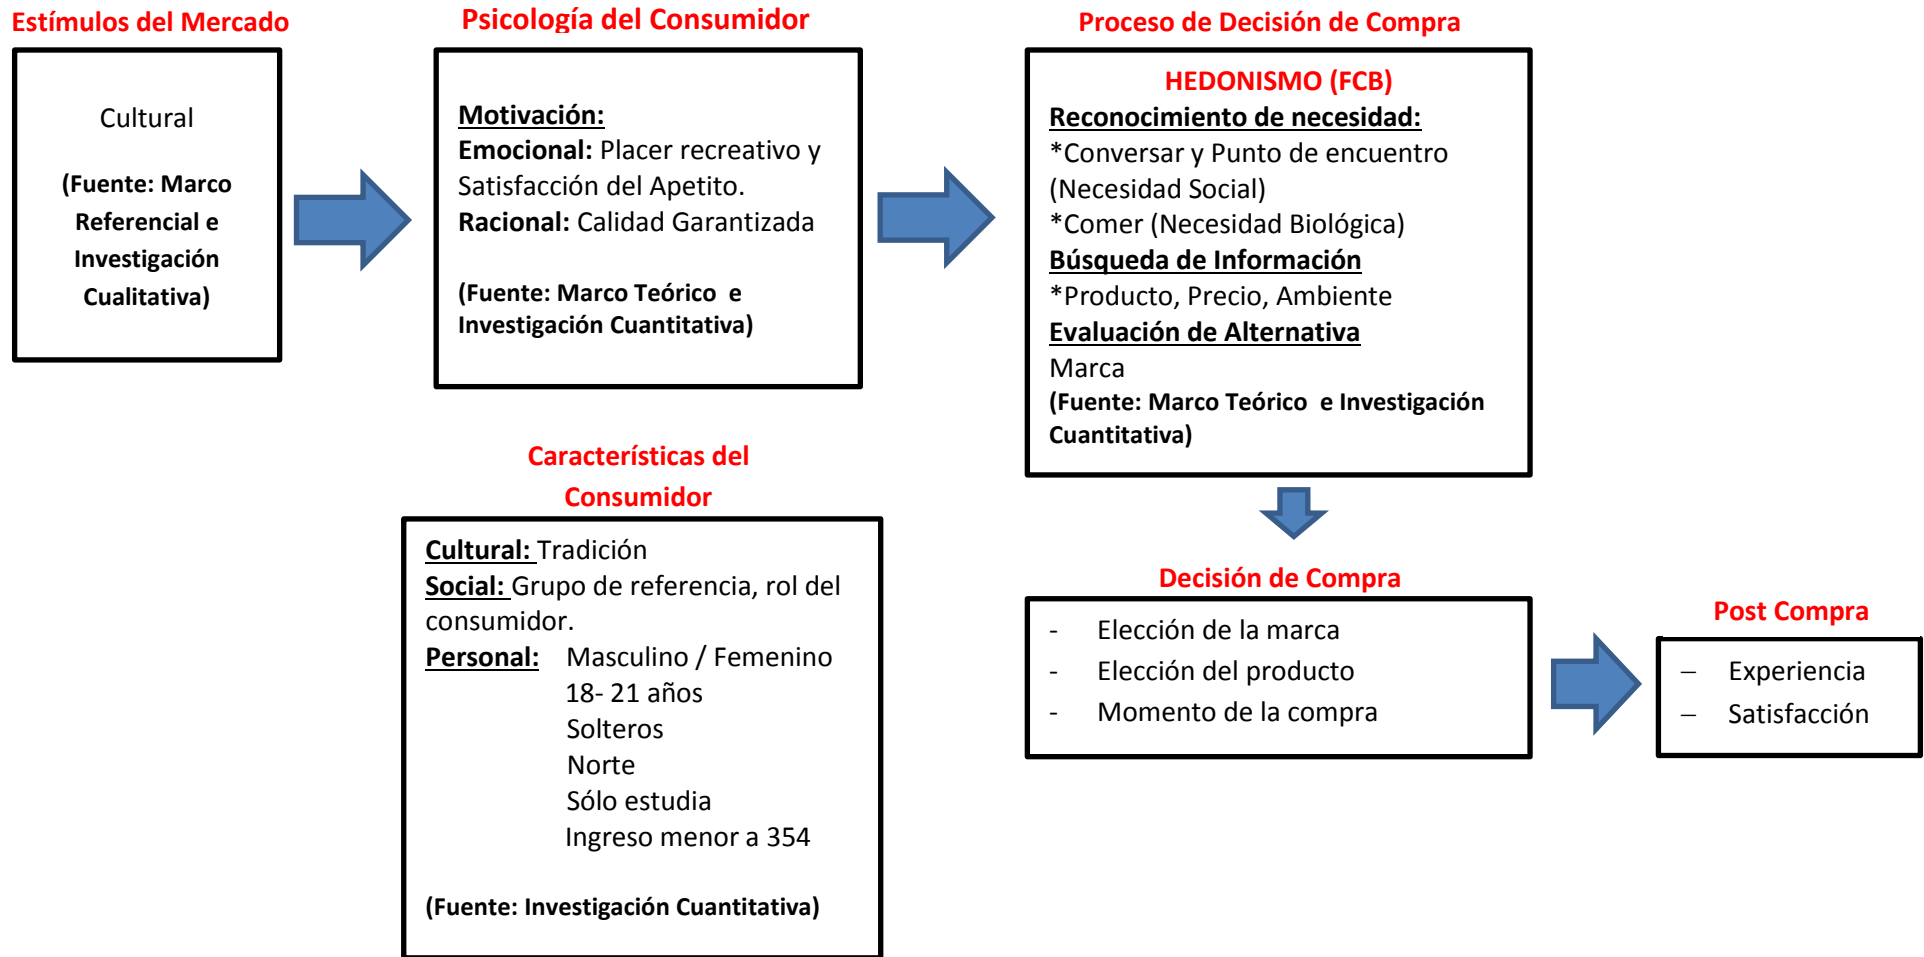 Estímulos del Mercado
Cultural
(Fuente: Marco
Referencial e
Investigación
Cualitativa)
Psicología del Consumidor
Motivación:
Emocional: Placer recreativo y
Satisfacción del Apetito.
Racional: Calidad Garantizada
(Fuente: Marco Teórico e
Investigación Cuantitativa)
Características del
Consumidor
Cultural: Tradición
Social: Grupo de referencia, rol del
consumidor.
Personal: Masculino / Femenino
18- 21 años
Solteros
Norte
Sólo estudia
Ingreso menor a 354
(Fuente: Investigación Cuantitativa)
Proceso de Decisión de Compra
HEDONISMO (FCB)
Reconocimiento de necesidad:
*Conversar y Punto de encuentro
(Necesidad Social)
*Comer (Necesidad Biológica)
Búsqueda de Información
*Producto, Precio, Ambiente
Evaluación de Alternativa
Marca
(Fuente: Marco Teórico e Investigación
Cuantitativa)
Decisión de Compra
- Elección de la marca
- Elección del producto
- Momento de la compra
Post Compra
– Experiencia
– Satisfacción